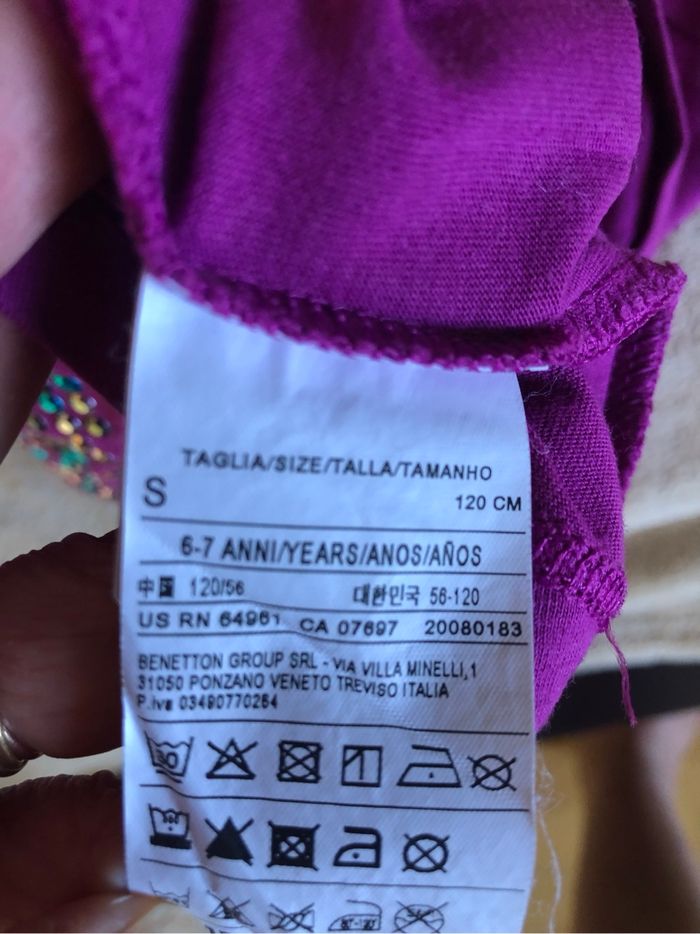 TAGLIA/SIZE/TALLA/TAMANHO
S 120 CM
6-7 ANNI/YEARS/ANOS/AÑOS
中国 120/56 대한민국 56-120
US RN 64961 CA 07697 20080183
BENETTON GROUP SRL - VIA VILLA MINELLI,1
31050 PONZANO VENETO TREVISO ITALIA
P.iva 03490770264